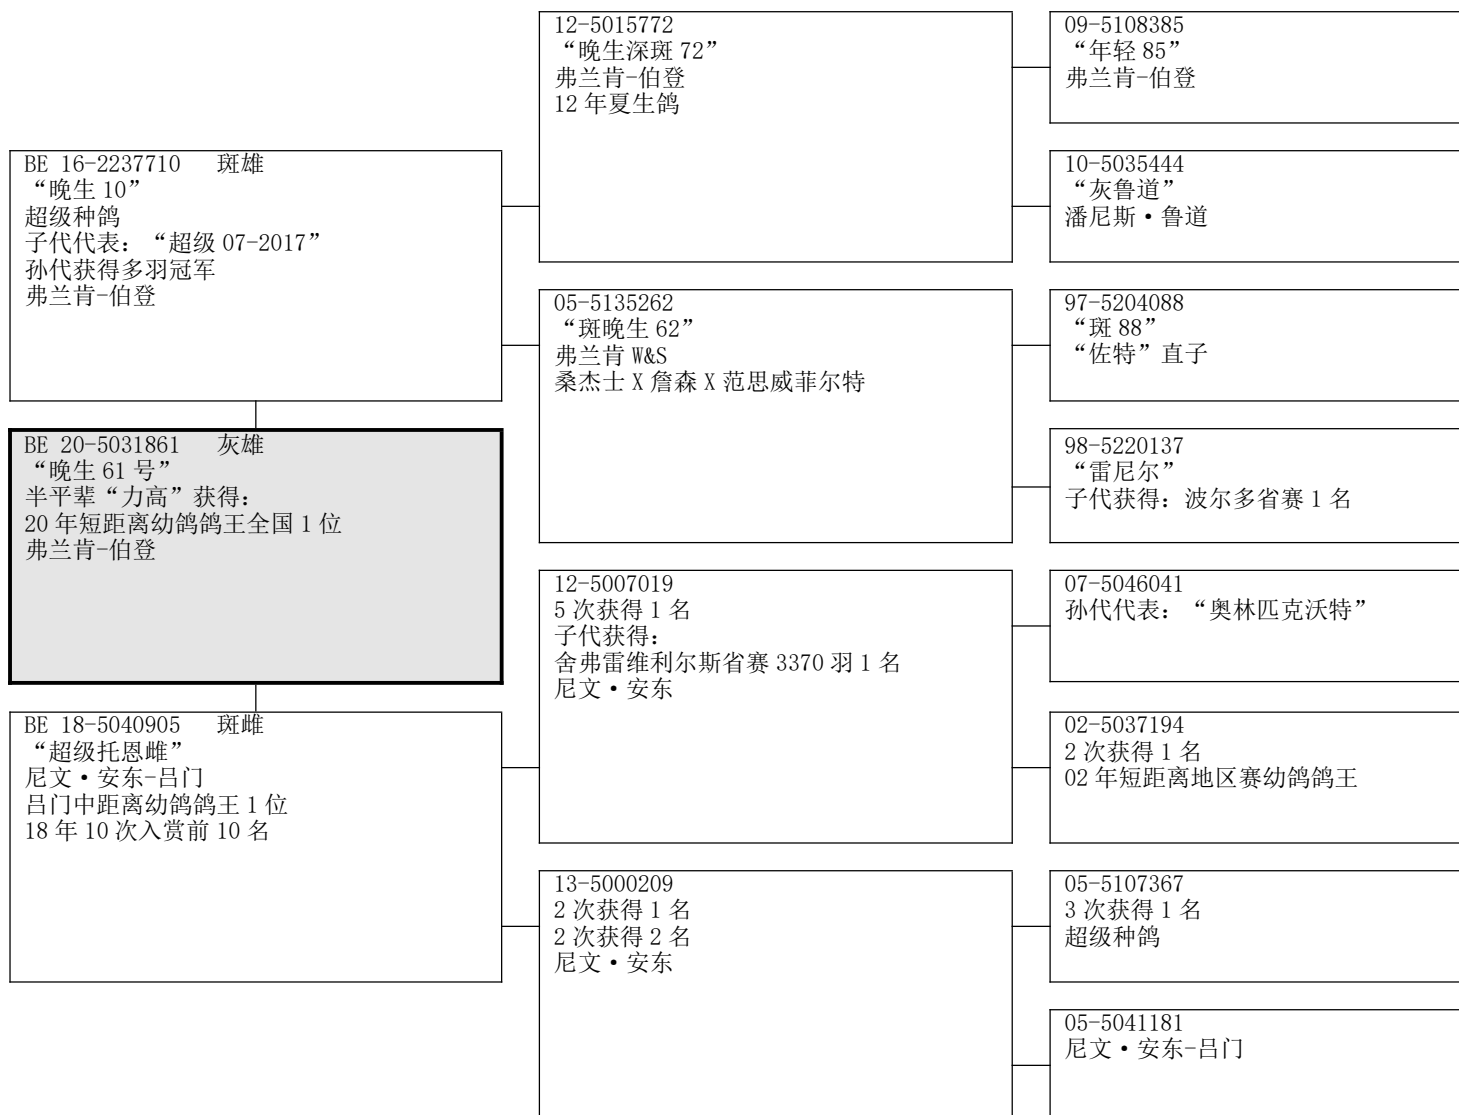 12-5015772
“晚生深斑 72”
弗兰肯-伯登
12 年夏生鸽
09-5108385
“年轻 85”
弗兰肯-伯登
BE 16-2237710 斑雄
“晚生 10”
超级种鸽
子代代表：“超级 07-2017”
孙代获得多羽冠军
弗兰肯-伯登
10-5035444
“灰鲁道”
潘尼斯•鲁道
05-5135262
“斑晚生 62”
弗兰肯 W&S
桑杰士 X 詹森 X 范思威菲尔特
97-5204088
“斑 88”
“佐特”直子
BE 20-5031861 灰雄
“晚生 61 号”
半平辈“力高”获得：
20 年短距离幼鸽鸽王全国 1 位
弗兰肯-伯登
98-5220137
“雷尼尔”
子代获得：波尔多省赛 1 名
12-5007019
5 次获得 1 名
子代获得：
舍弗雷维利尔斯省赛 3370 羽 1 名
尼文•安东
07-5046041
孙代代表：“奥林匹克沃特”
BE 18-5040905 斑雌
“超级托恩雌”
尼文•安东-吕门
吕门中距离幼鸽鸽王 1 位
18 年 10 次入赏前 10 名
02-5037194
2 次获得 1 名
02 年短距离地区赛幼鸽鸽王
13-5000209
2 次获得 1 名
2 次获得 2 名
尼文•安东
05-5107367
3 次获得 1 名
超级种鸽
05-5041181
尼文•安东-吕门